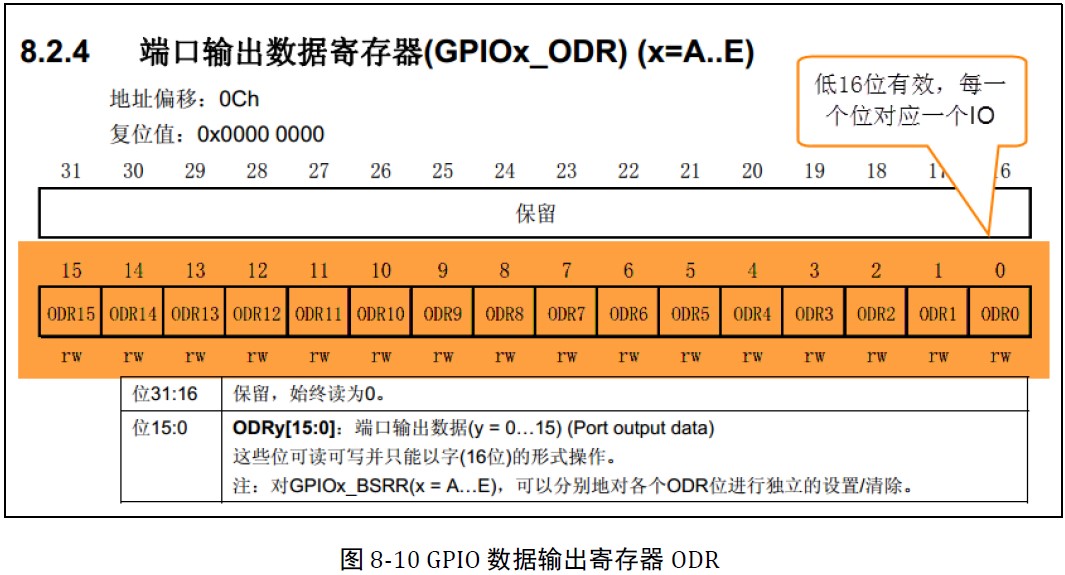 8.2.4 端口输出数据寄存器(GPIOx_ODR) (x=A..E)
地址偏移：0Ch
复位值：0x0000 0000
低16位有效，每一
个位对应一个IO
31 30 29 28 27 26 25 24 23 22 21 20 19 18 17 6
保留
15 14 13 12 11 10 9 8 7 6 5 4 3 2 1 0
ODR15 ODR14 ODR13 ODR12 ODR11 ODR10 ODR9 ODR8 ODR7 ODR6 ODR5 ODR4 ODR3 ODR2 ODR1 ODR0
rw rw rw rw rw rw rw rw rw rw rw rw rw rw rw rw
位31:16 保留，始终读为0。
位15:0 ODRy[15:0]：端口输出数据(y = 0…15) (Port output data)
这些位可读可写并只能以字(16位)的形式操作。
注：对GPIOx_BSRR(x = A…E)，可以分别地对各个ODR位进行独立的设置/清除。
图 8-10 GPIO 数据输出寄存器 ODR